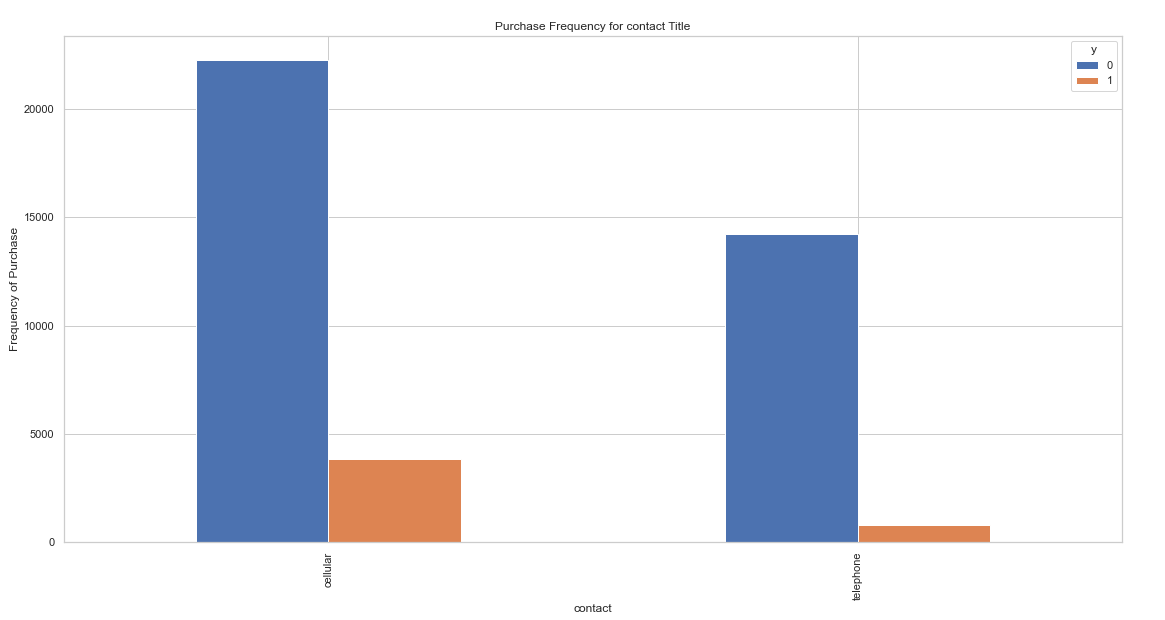 Purchase Frequency for contact Title
y
0
1
20000
15000
10000
5000
0
Frequency of Purchase
cellular
telephone
contact